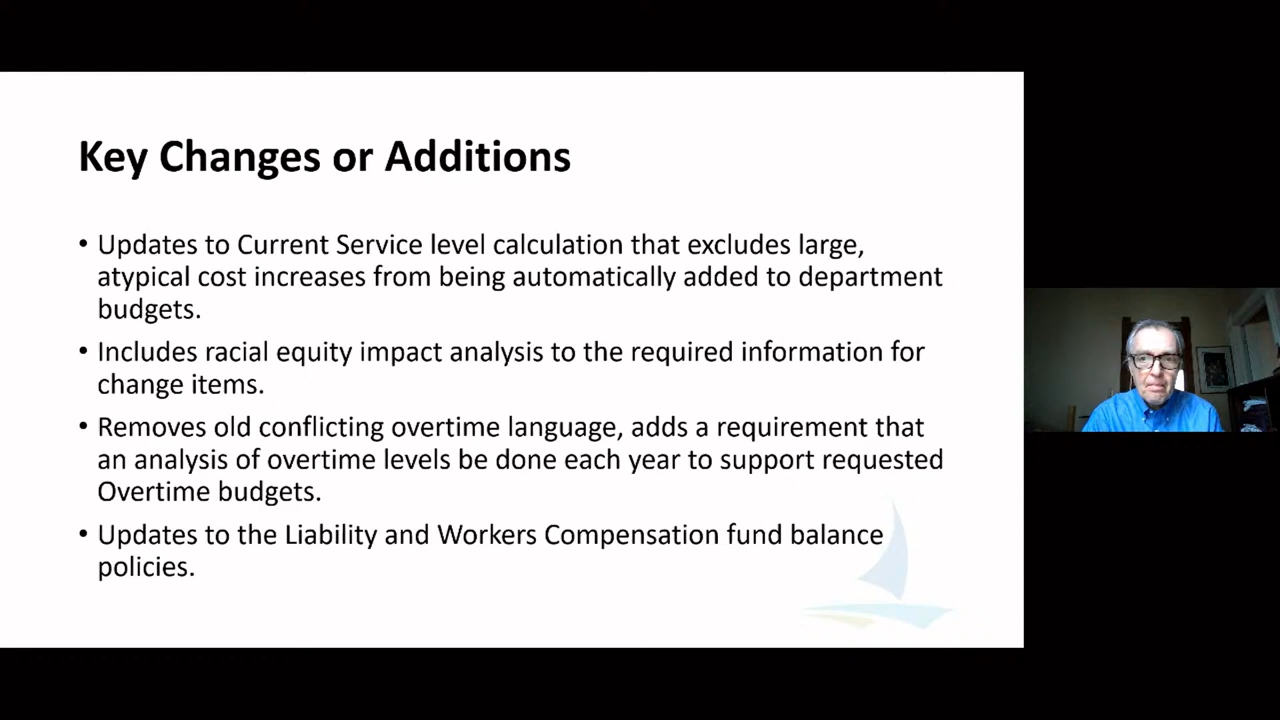 Key Changes or Additions
• Updates to Current Service level calculation that excludes large,
atypical cost increases from being automatically added to department
budgets.
• Includes racial equity impact analysis to the required information for
change items.
• Removes old conflicting overtime language, adds a requirement that
an analysis of overtime levels be done each year to support requested
Overtime budgets.
• Updates to the Liability and Workers Compensation fund balance
policies.